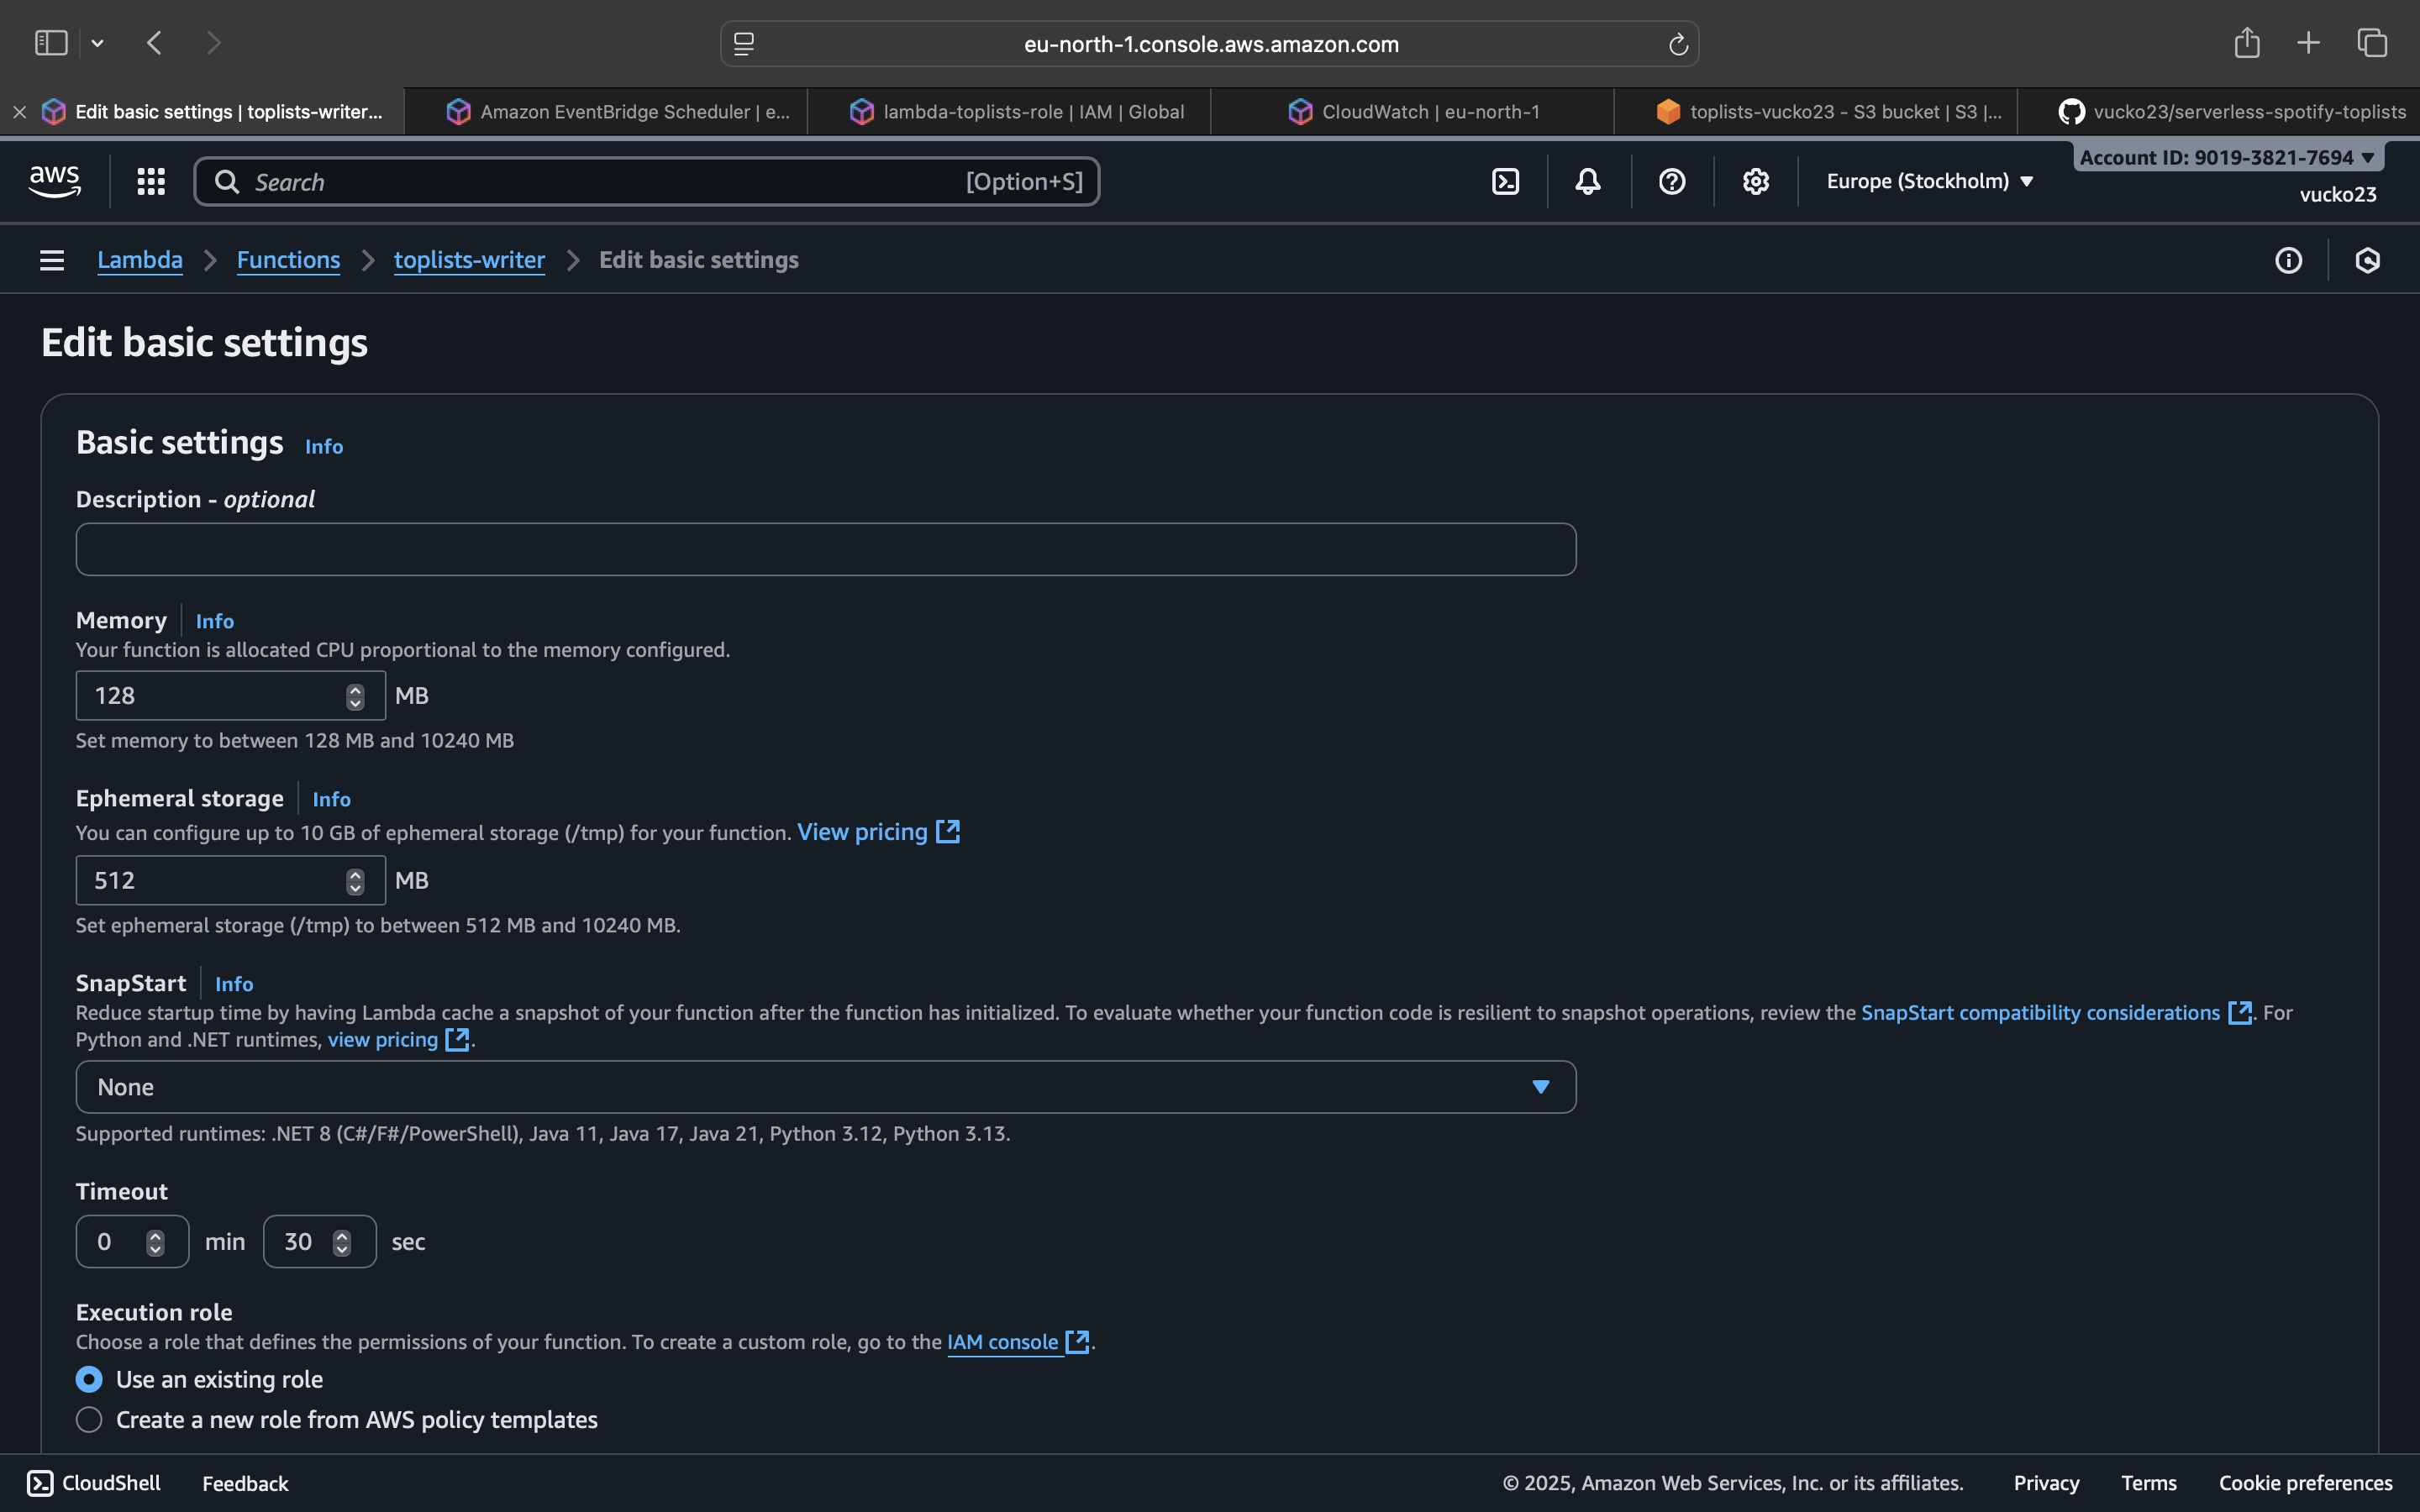 eu-north-1.console.aws.amazon.com
Edit basic settings | toplists-writer...
Amazon EventBridge Scheduler | e...
lambda-toplists-role | IAM | Global
CloudWatch | eu-north-1
toplists-vucko23 - S3 bucket | S3 |...
vucko23/serverless-spotify-toplists
aws
Search
[Option+S]
Europe (Stockholm)
Account ID: 9019-3821-7694
vucko23
Lambda
Functions
toplists-writer
Edit basic settings
Edit basic settings
Basic settings Info
Description - optional
Memory Info
Your function is allocated CPU proportional to the memory configured.
128 MB
Set memory to between 128 MB and 10240 MB
Ephemeral storage Info
You can configure up to 10 GB of ephemeral storage (/tmp) for your function. View pricing
512 MB
Set ephemeral storage (/tmp) to between 512 MB and 10240 MB.
SnapStart Info
Reduce startup time by having Lambda cache a snapshot of your function after the function has initialized. To evaluate whether your function code is resilient to snapshot operations, review the SnapStart compatibility considerations. For
Python and .NET runtimes, view pricing.
None
Supported runtimes: .NET 8 (C#/F#/PowerShell), Java 11, Java 17, Java 21, Python 3.12, Python 3.13.
Timeout
0 min 30 sec
Execution role
Choose a role that defines the permissions of your function. To create a custom role, go to the IAM console.
Use an existing role
Create a new role from AWS policy templates
CloudShell Feedback © 2025, Amazon Web Services, Inc. or its affiliates. Privacy Terms Cookie preferences